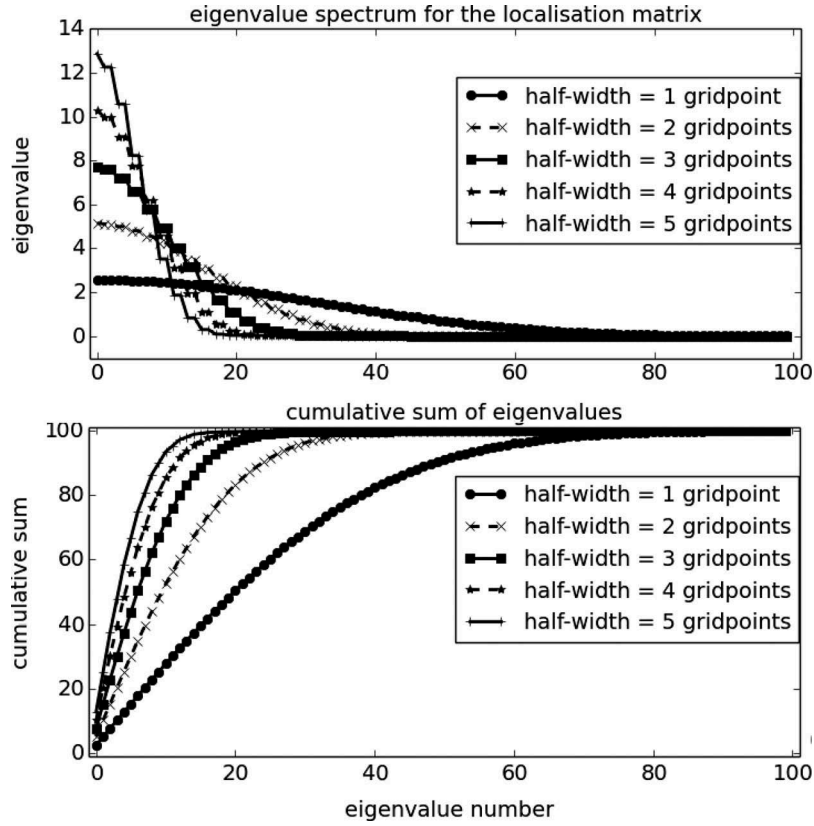 eigenvalue spectrum for the localisation matrix
14
12
10
8
6
4
2
0
eigenvalue
half-width = 1 gridpoint
half-width = 2 gridpoints
half-width = 3 gridpoints
half-width = 4 gridpoints
half-width = 5 gridpoints
0 20 40 60 80 100
cumulative sum of eigenvalues
100
80
60
40
20
0
cumulative sum
half-width = 1 gridpoint
half-width = 2 gridpoints
half-width = 3 gridpoints
half-width = 4 gridpoints
half-width = 5 gridpoints
0 20 40 60 80 100
eigenvalue number